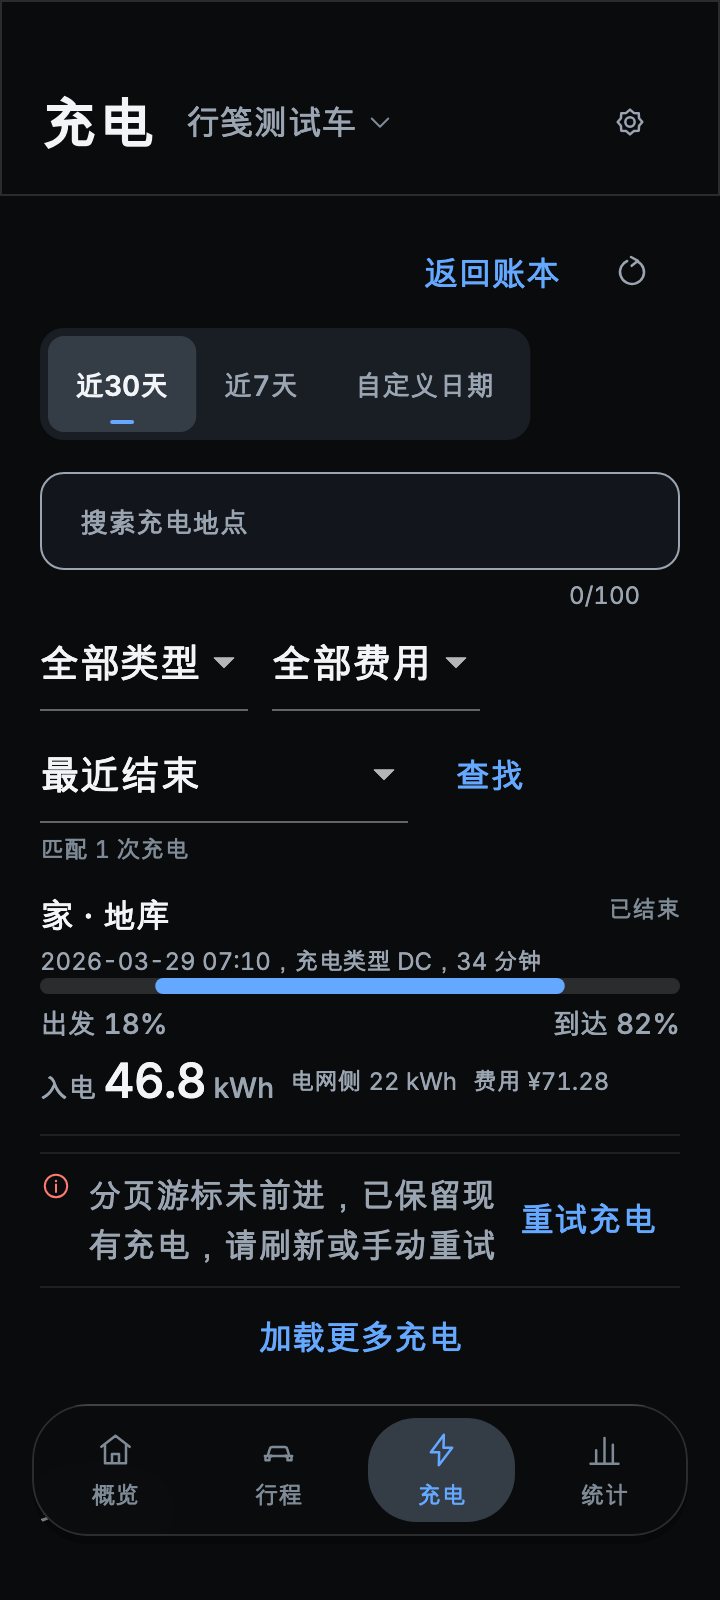 充电 行笺测试车
返回账本
近30天 近7天 自定义日期
搜索充电地点
0/100
全部类型 全部费用
最近结束 查找
匹配 1 次充电
家 · 地库 已结束
2026-03-29 07:10，充电类型 DC，34 分钟
出发 18% 到达 82%
入电 46.8 kWh 电网侧 22 kWh 费用 ¥71.28
分页游标未前进，已保留现
有充电，请刷新或手动重试
重试充电
加载更多充电
概览 行程 充电 统计